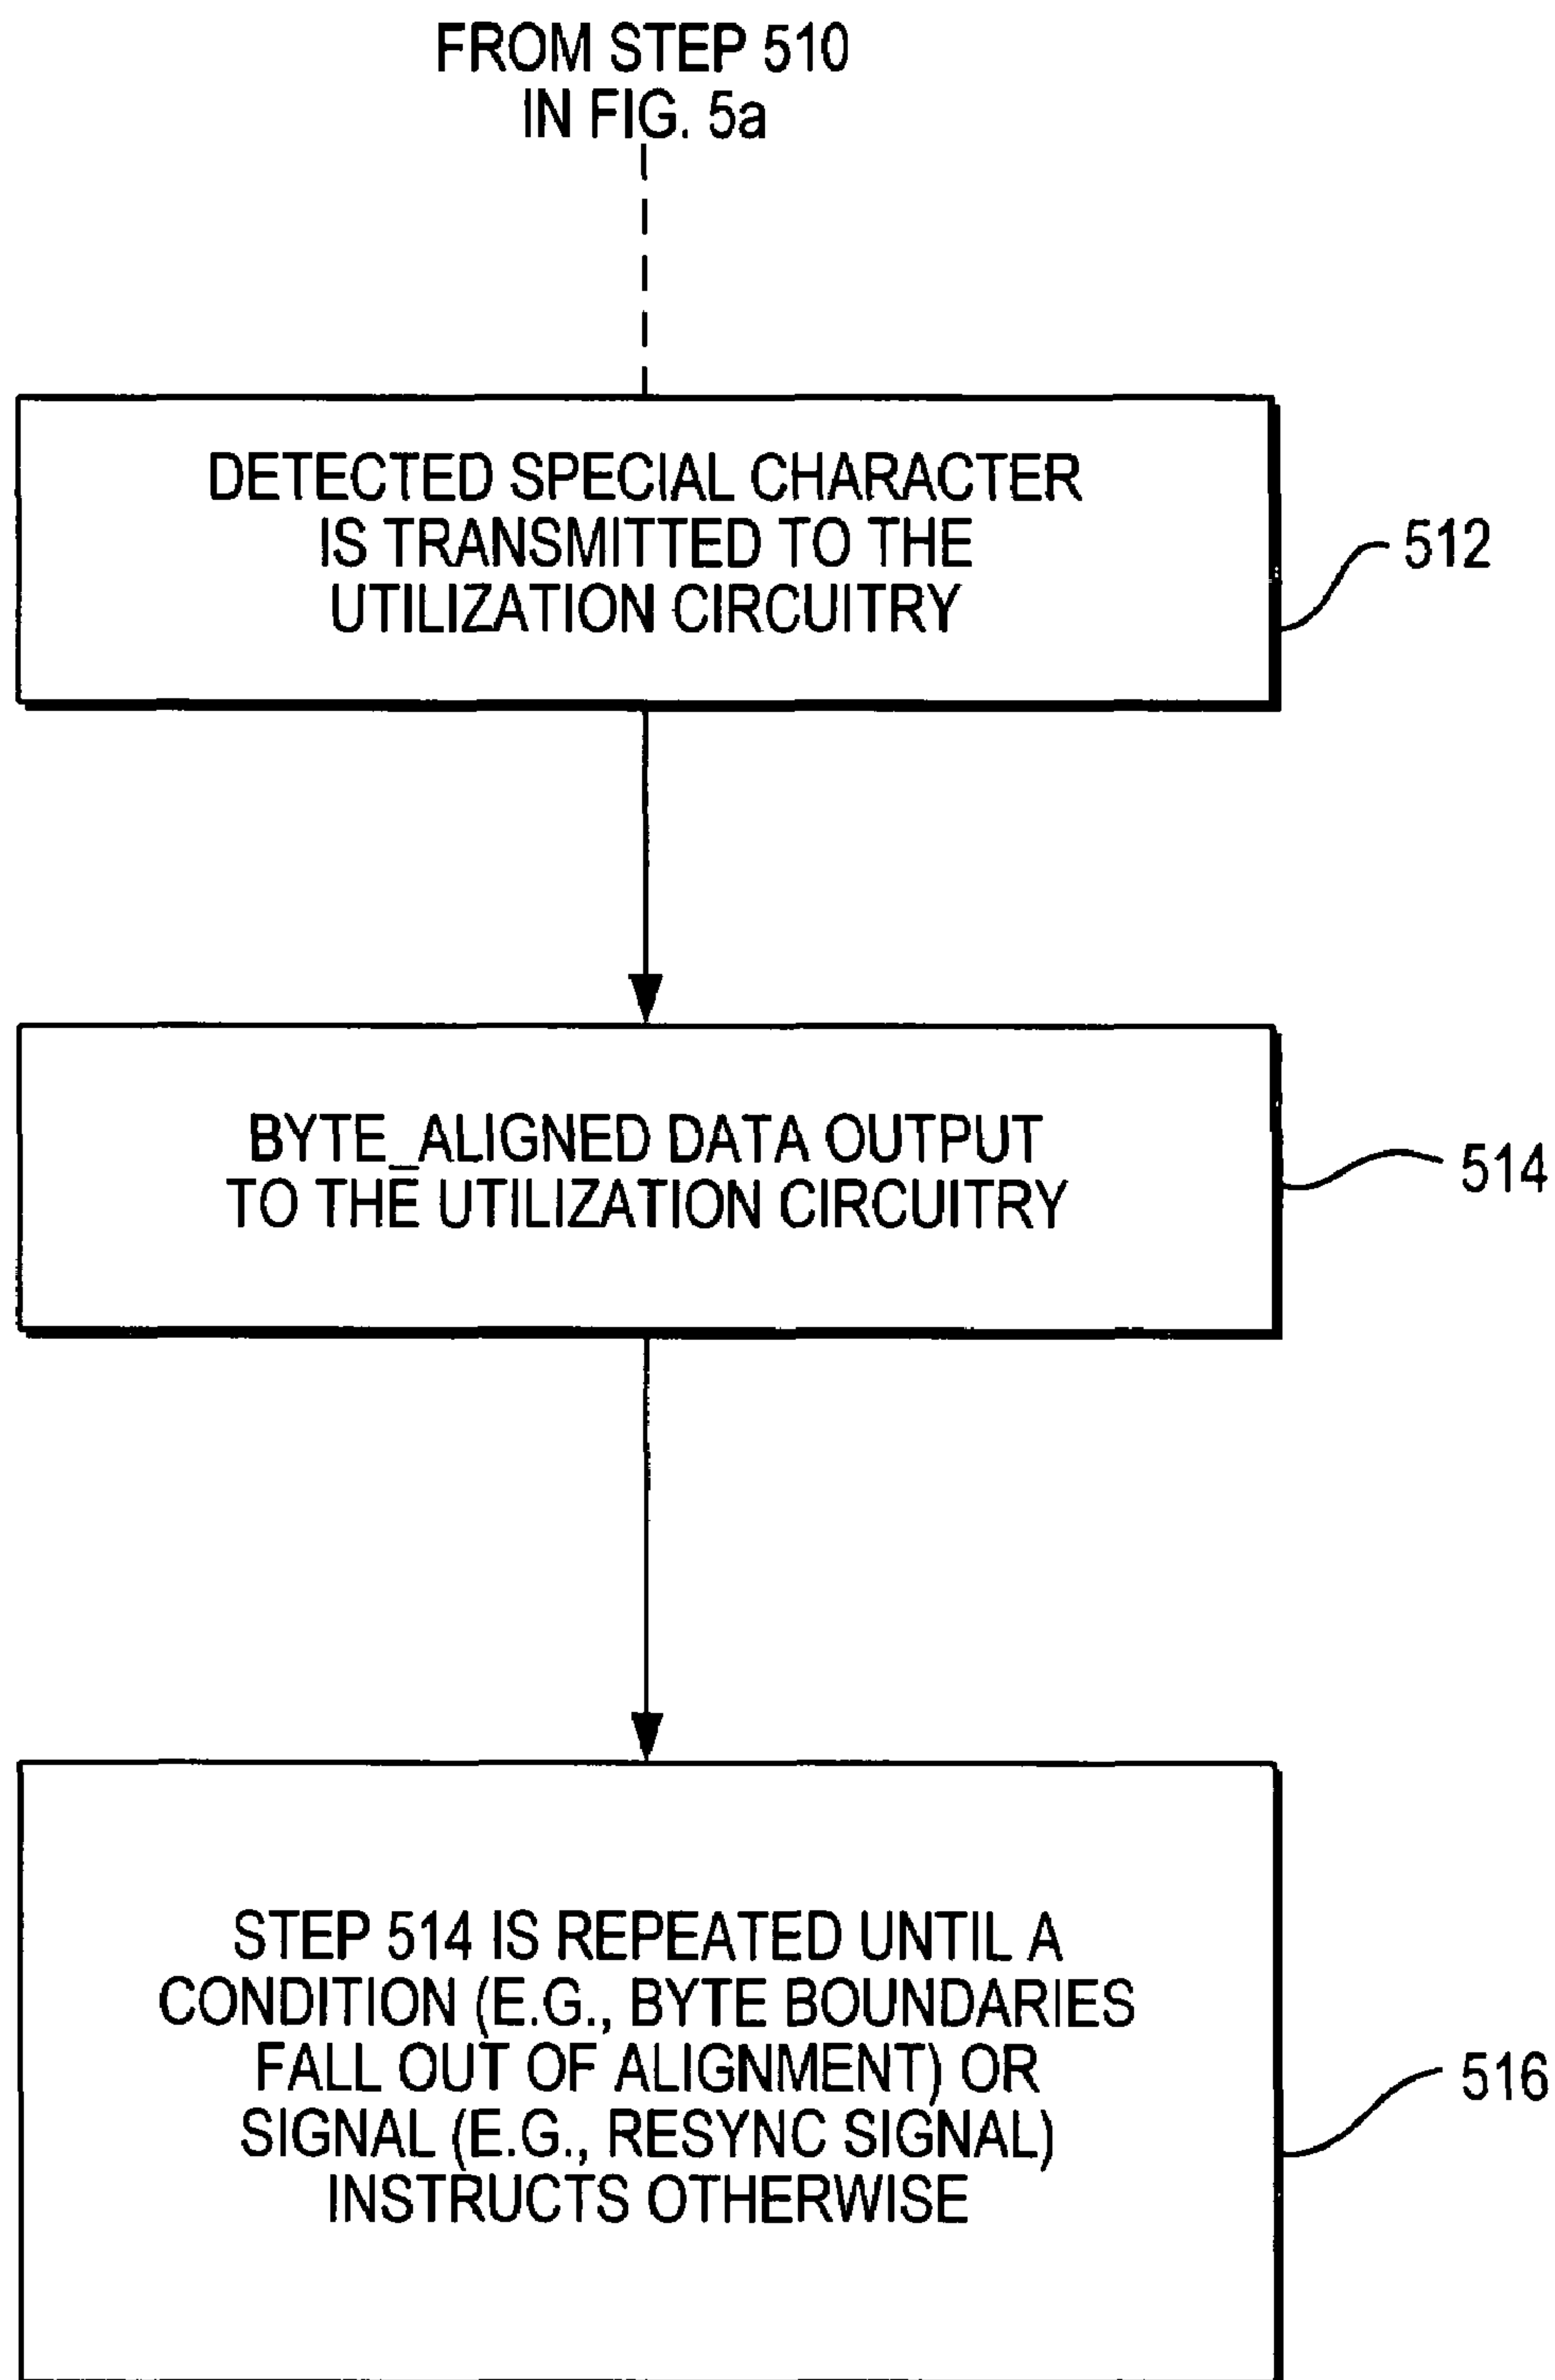 FROM STEP 510
IN FIG. 5a
DETECTED SPECIAL CHARACTER
IS TRANSMITTED TO THE
UTILIZATION CIRCUITRY
512
BYTE_ALIGNED DATA OUTPUT
TO THE UTILIZATION CIRCUITRY
514
STEP 514 IS REPEATED UNTIL A
CONDITION (E.G., BYTE BOUNDARIES
FALL OUT OF ALIGNMENT) OR
SIGNAL (E.G., RESYNC SIGNAL)
INSTRUCTS OTHERWISE
516